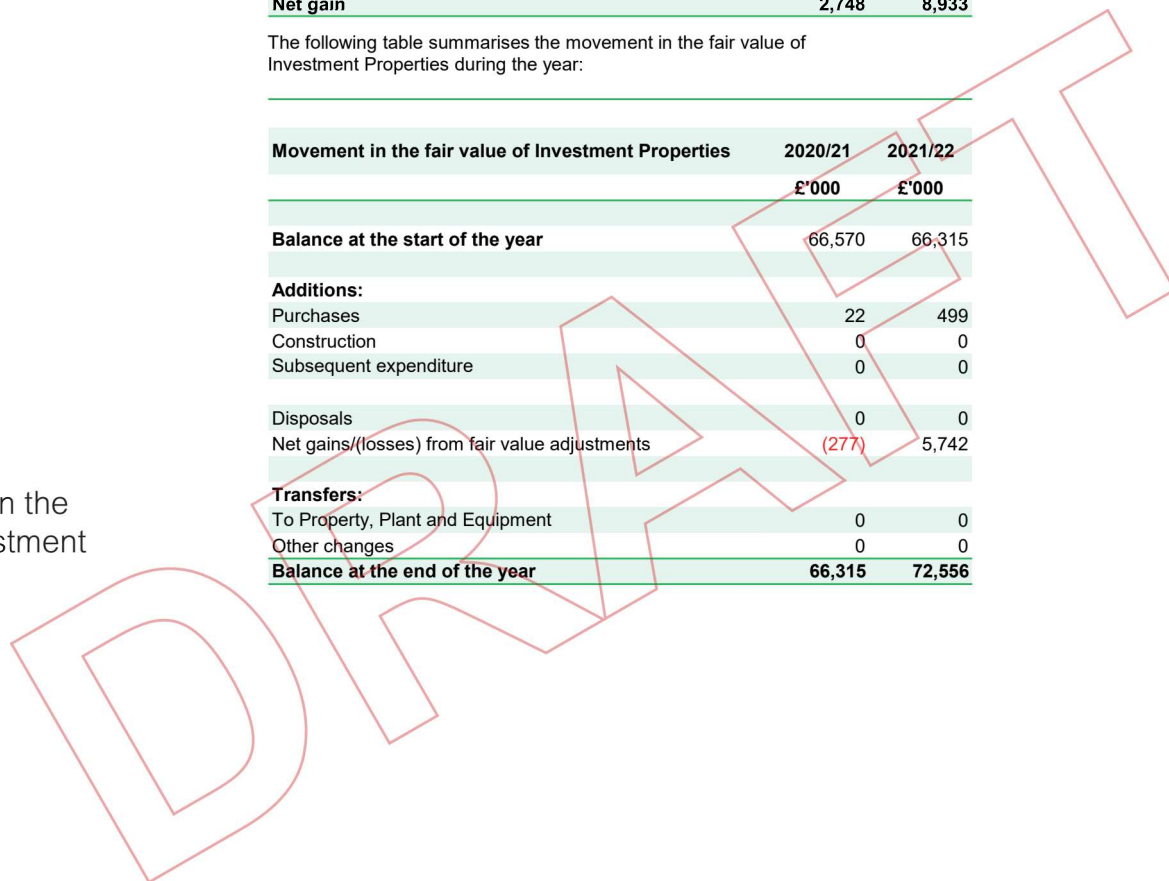 Net gain 2,748 8,933
The following table summarises the movement in the fair value of
Investment Properties during the year:
Movement in the fair value of Investment Properties 2020/21 2021/22
£'000 £'000
Balance at the start of the year 66,570 66,315
Additions:
Purchases 22 499
Construction 0 0
Subsequent expenditure 0 0
Disposals 0 0
Net gains/(losses) from fair value adjustments (277) 5,742
Transfers:
To Property, Plant and Equipment 0 0
Other changes 0 0
Balance at the end of the year 66,315 72,556
the
DRAFT